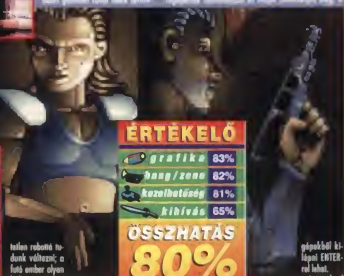 ÉRTÉKELŐ
grafika 83%
hang/zene 82%
kezelhetőség 81%
kihívás 65%
ÖSSZHATÁS
80%
telien robottá tu-
dunk változni; a
futó ember olyan
gépekből ki-
lépni ENTER-
rel lehet.